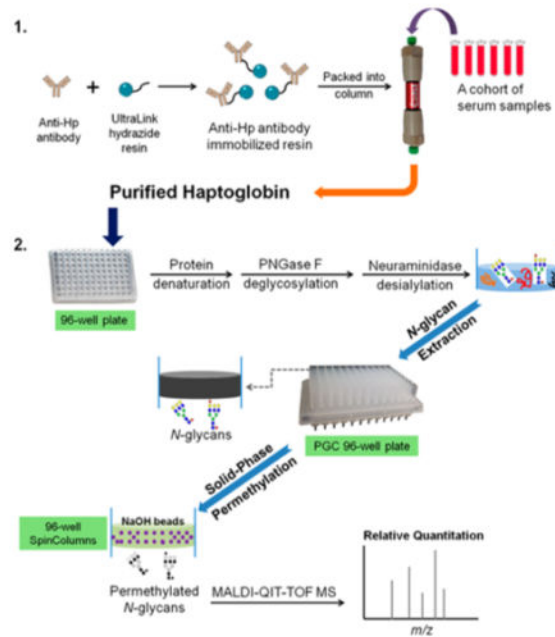 1.
Anti-Hp
antibody
+
UltraLink
hydrazide
resin
Anti-Hp antibody
immobilized resin
Packed into
column
A cohort of
serum samples
Purified Haptoglobin
2.
96-well plate
Protein
denaturation
PNGase F
deglycosylation
Neuraminidase
desialylation
N-glycan
Extraction
N-glycans
PGC 96-well plate
Solid-Phase
Permethylation
96-well
SpinColumns
NaOH beads
Permethylated
N-glycans
MALDI-QIT-TOF MS
Relative Quantitation
m/z